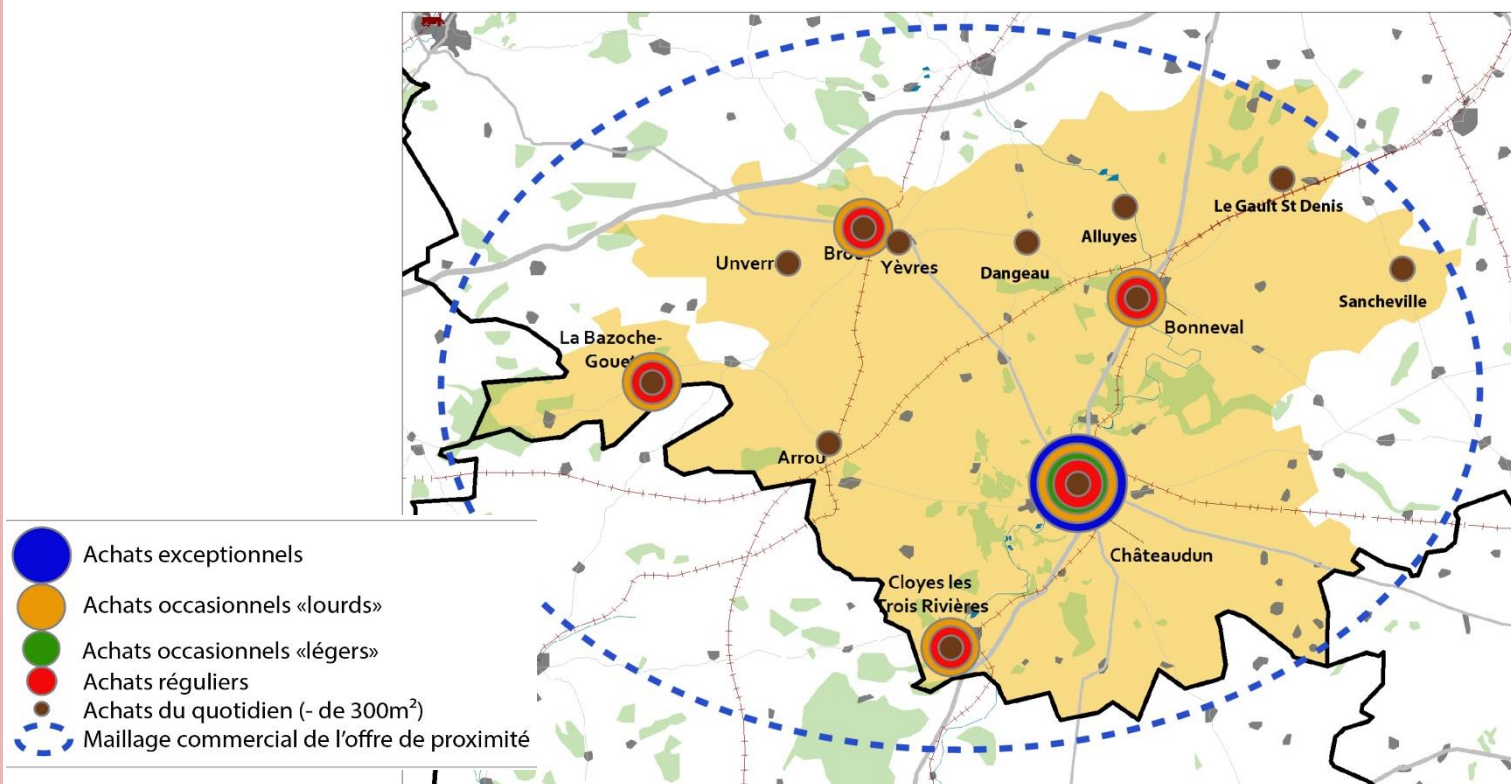 Le Gault St Denis
Alluyes
Unverr
Brou
Yèvres
Dangeau
Sancheville
Bonneval
La Bazoche-
Gouet
Arrou
Châteaudun
Cloyes les
Trois Rivières
Achats exceptionnels
Achats occasionnels «lourds»
Achats occasionnels «légers»
Achats réguliers
Achats du quotidien (- de 300m²)
Maillage commercial de l'offre de proximité